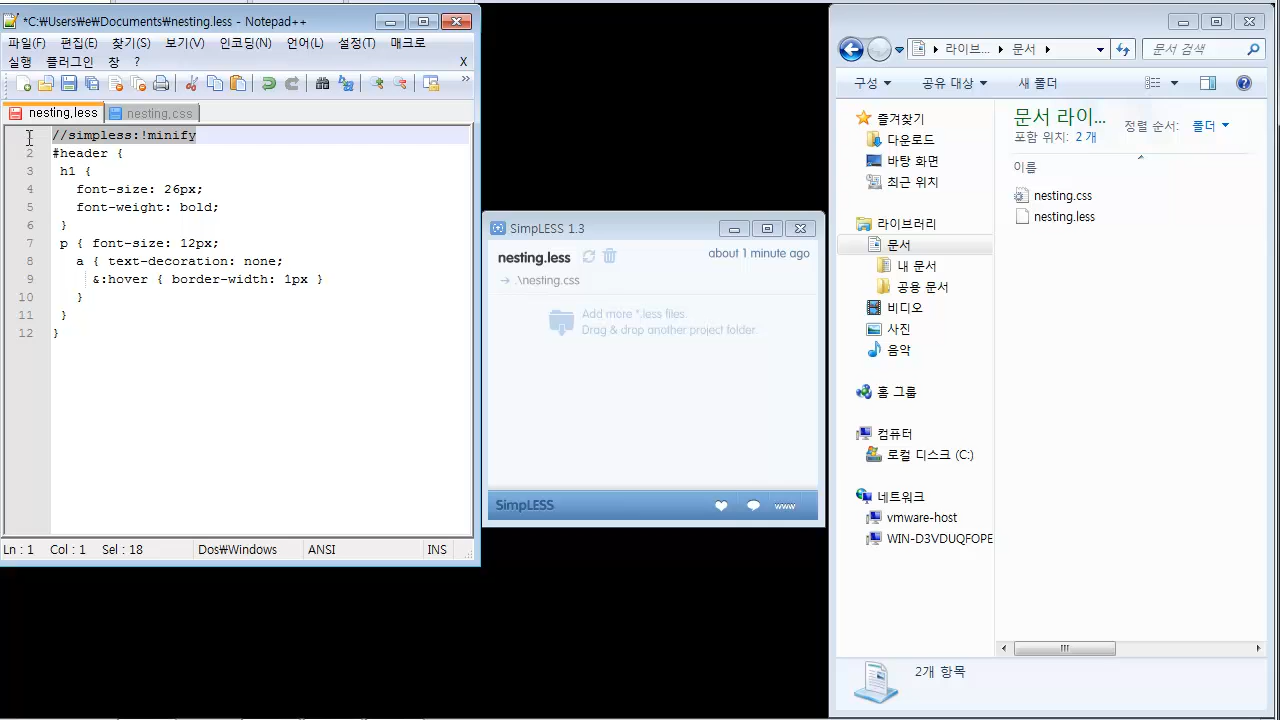 *C:\Users\e\Documents\nesting.less - Notepad++
파일(F) 편집(E) 찾기(S) 보기(V) 인코딩(N) 언어(L) 설정(T) 매크로
실행 플러그인 창 ? X
nesting.less nesting.css
1 //simpless:!minify
2 #header {
3 h1 {
4 font-size: 26px;
5 font-weight: bold;
6 }
7 p { font-size: 12px;
8 a { text-decoration: none;
9 &:hover { border-width: 1px }
10 }
11 }
12 }
Ln : 1 Col : 1 Sel : 18 Dos\Windows ANSI INS
SimpLESS 1.3
nesting.less about 1 minute ago
→ .\nesting.css
Add more *.less files.
Drag & drop another project folder.
SimpLESS www
라이브... 문서 문서 검색
구성 공유 대상 새 폴더
즐겨찾기
다운로드
바탕 화면
최근 위치
라이브러리
문서
내 문서
공용 문서
비디오
사진
음악
홈 그룹
컴퓨터
로컬 디스크 (C:)
네트워크
vmware-host
WIN-D3VDUQFOPE
문서 라이...
포함 위치: 2 개
정렬 순서: 폴더
이름
nesting.css
nesting.less
2개 항목